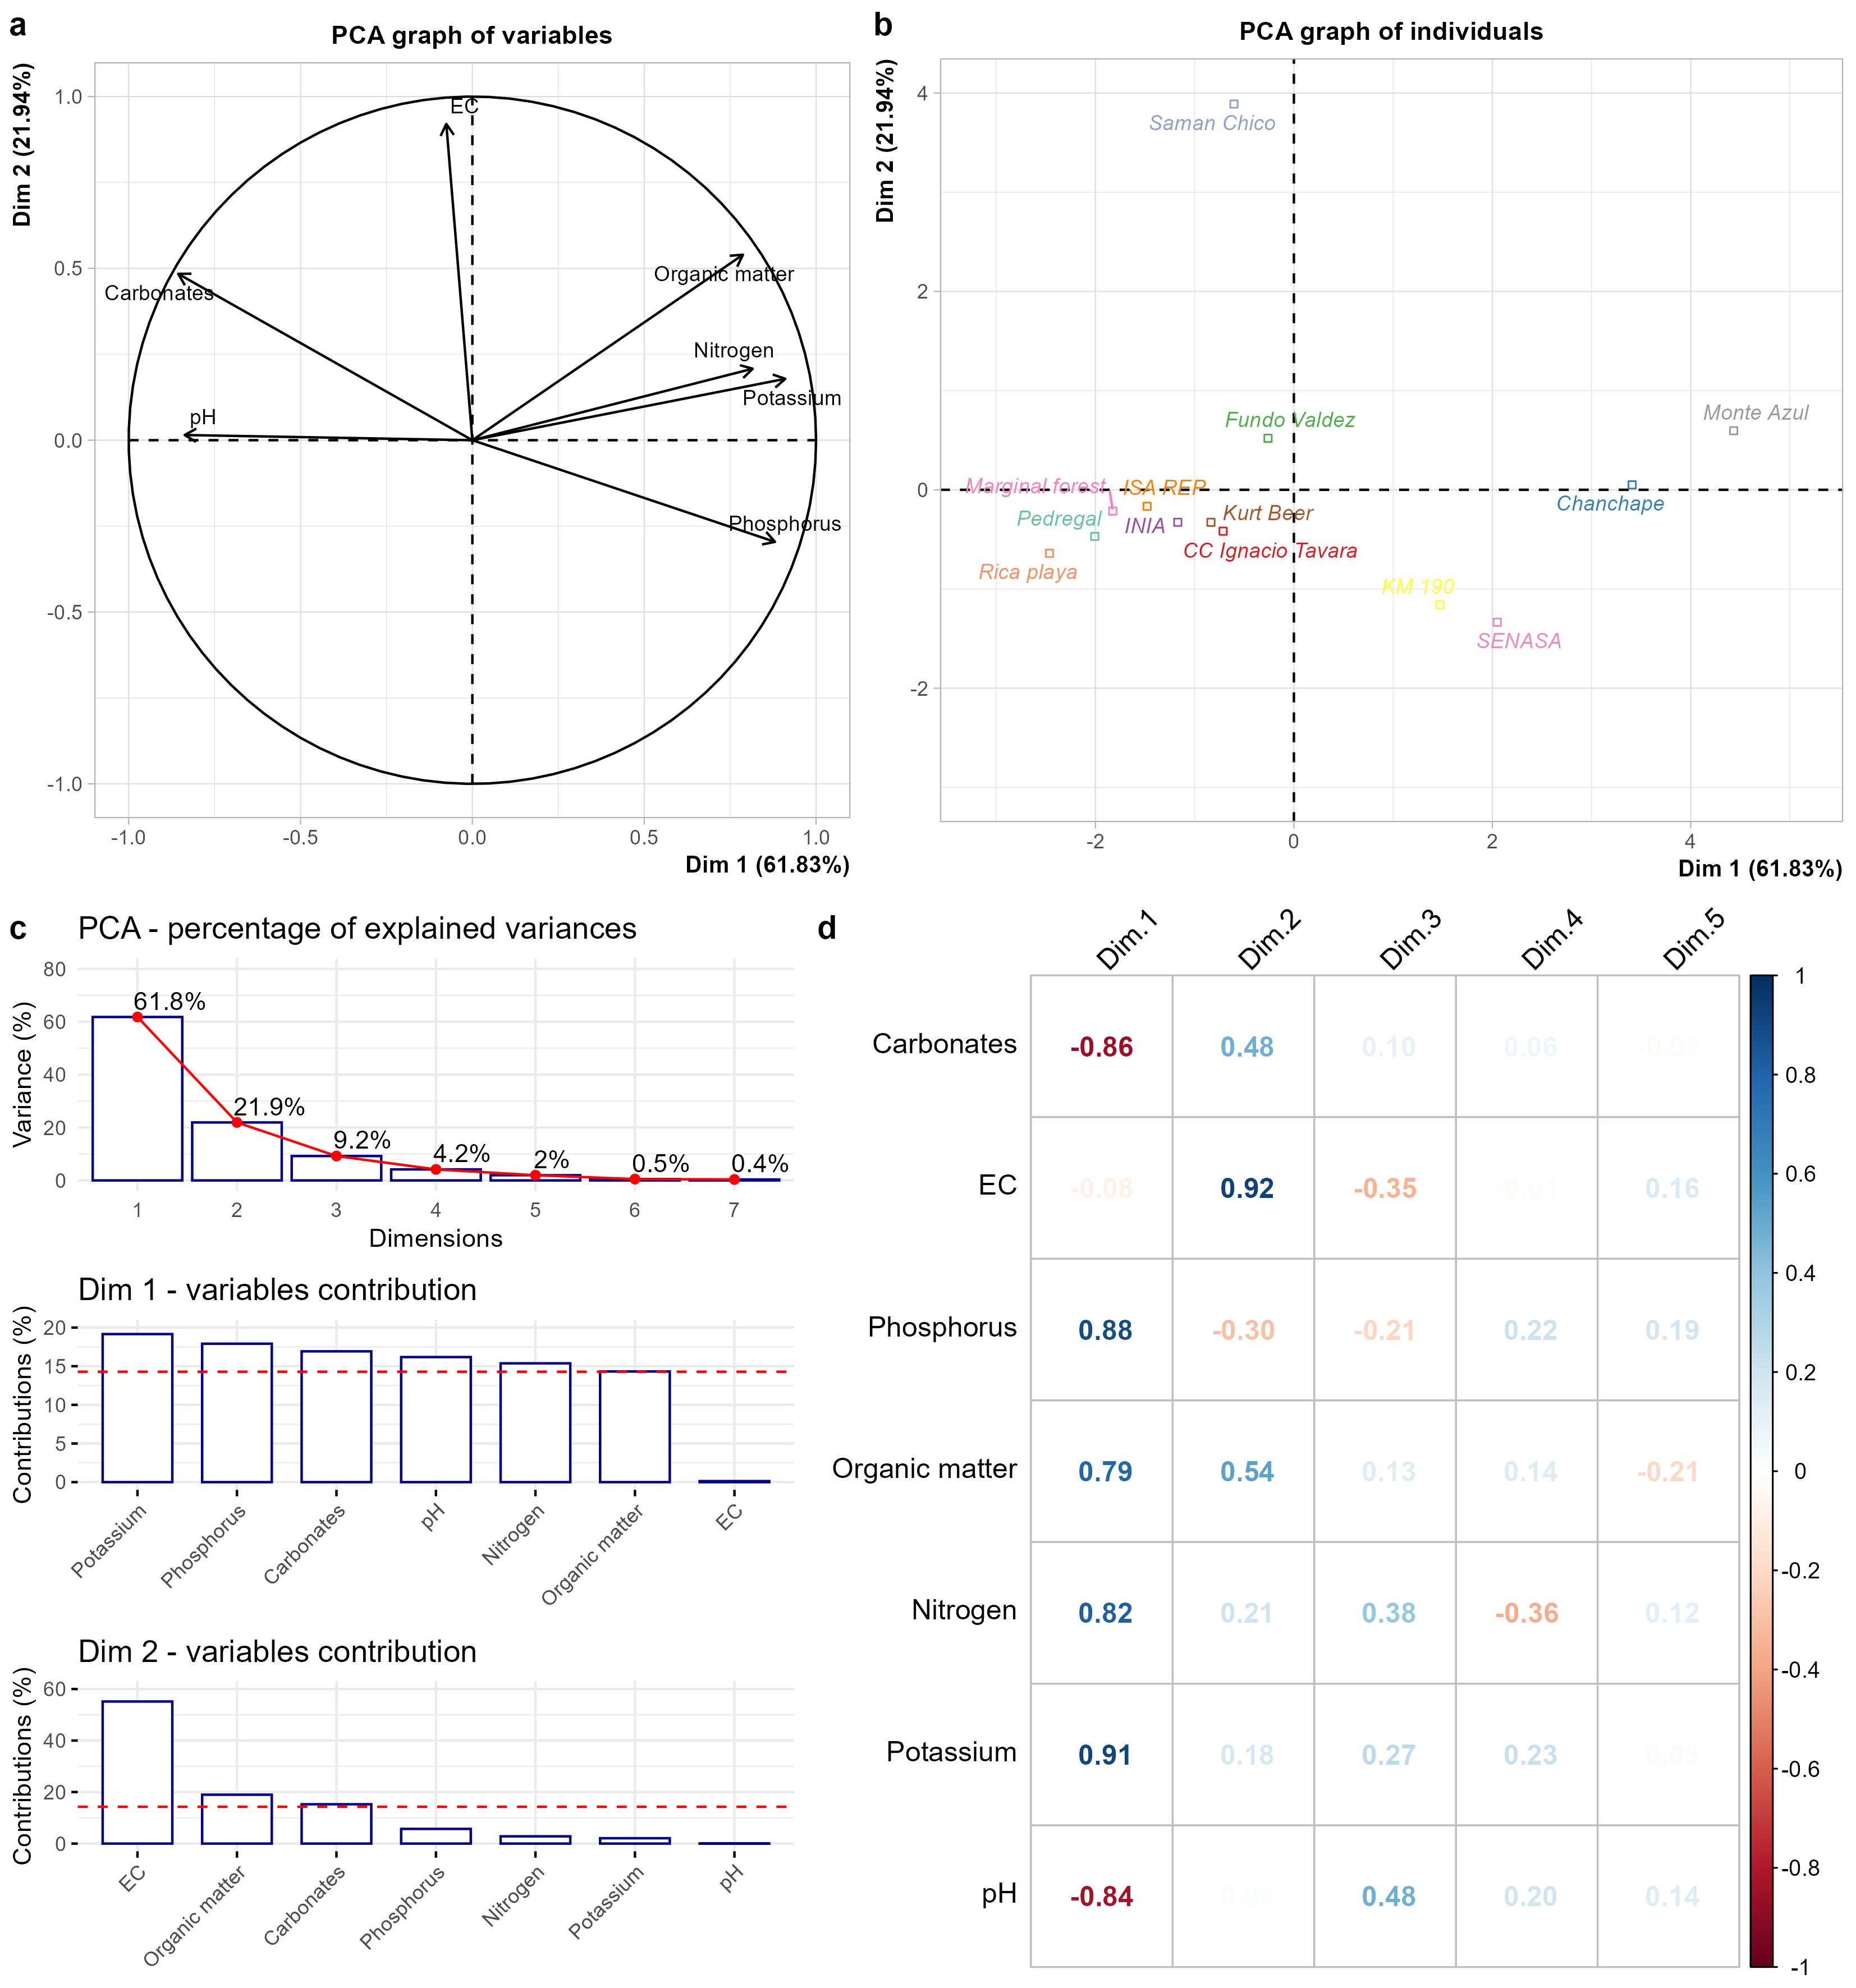 a
PCA graph of variables
Dim 2 (21.94%)
1.0
0.5
0.0
-0.5
-1.0
EC
Organic matter
Carbonates
Nitrogen
Potassium
pH
Phosphorus
-1.0 -0.5 0.0 0.5 1.0
Dim 1 (61.83%)
b
PCA graph of individuals
Dim 2 (21.94%)
4
2
0
-2
Saman Chico
Fundo Valdez
Monte Azul
Marginal forest
ISA REP
Chanchape
Pedregal
INIA
Kurt Beer
CC Ignacio Tavara
Rica playa
KM 190
SENASA
-2 0 2 4
Dim 1 (61.83%)
c
PCA - percentage of explained variances
Variance (%)
80
60
40
20
0
61.8%
21.9%
9.2%
4.2%
2%
0.5%
0.4%
1 2 3 4 5 6 7
Dimensions
Dim 1 - variables contribution
Contributions (%)
20
15
10
5
0
Potassium
Phosphorus
Carbonates
pH
Nitrogen
Organic matter
EC
Dim 2 - variables contribution
Contributions (%)
60
40
20
0
EC
Organic matter
Carbonates
Phosphorus
Nitrogen
Potassium
pH
d
Dim.1 Dim.2 Dim.3 Dim.4 Dim.5
Carbonates -0.86 0.48 0.10 0.06
EC -0.08 0.92 -0.35 -0.01 0.16
Phosphorus 0.88 -0.30 -0.21 0.22 0.19
Organic matter 0.79 0.54 0.13 0.14 -0.21
Nitrogen 0.82 0.21 0.38 -0.36 0.12
Potassium 0.91 0.18 0.27 0.23 0.03
pH -0.84 0.02 0.48 0.20 0.14
1
0.8
0.6
0.4
0.2
0
-0.2
-0.4
-0.6
-0.8
-1